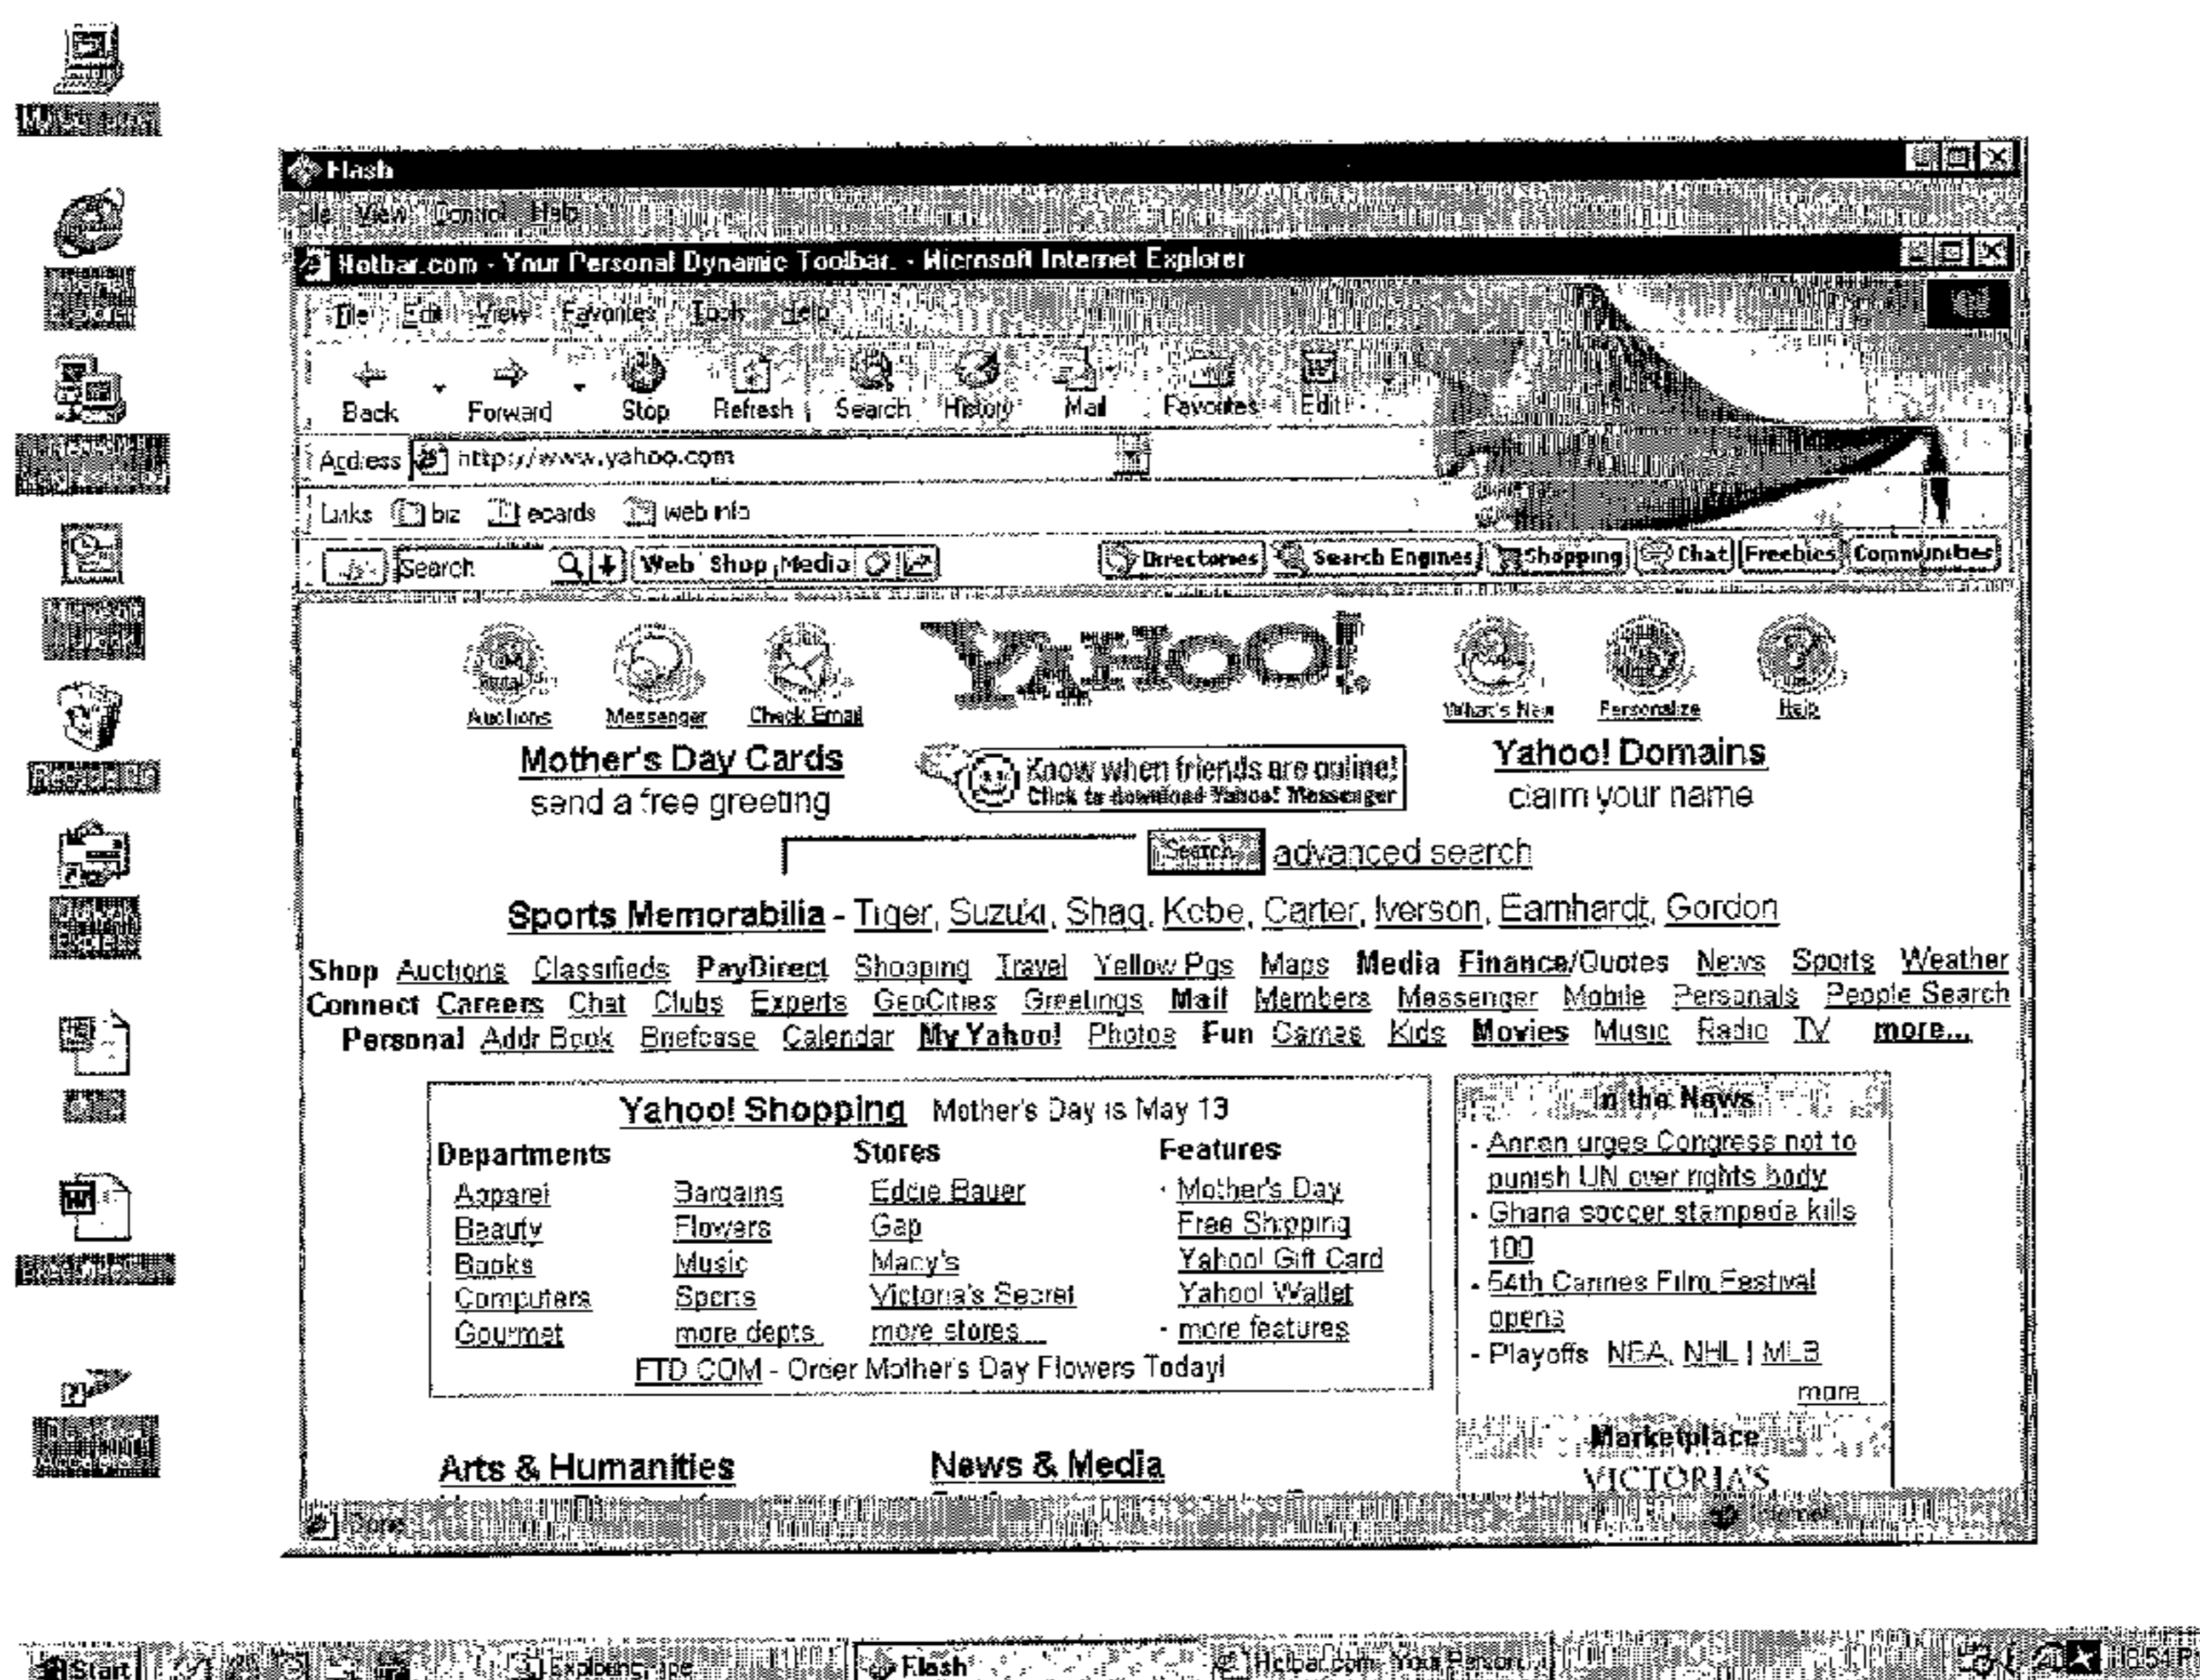 Flash
File View Control Help
Hotbar.com - Your Personal Dynamic Toolbar. - Microsoft Internet Explorer
File Edit View Favorites Tools Help
Back Forward Stop Refresh Search History Mail Favorites Edit
Address http://www.yahoo.com
Links biz ecards web info
Search Web Shop Media Directories Search Engines Shopping Chat Freebies Communities
YAHOO!
Auctions Messenger Check Email What's New Personalize Help
Mother's Day Cards
send a free greeting
Know when friends are online!
Click to download Yahoo! Messenger
Yahoo! Domains
claim your name
Search advanced search
Sports Memorabilia - Tiger, Suzuki, Shaq, Kobe, Carter, Iverson, Earnhardt, Gordon
Shop Auctions Classifieds PayDirect Shopping Travel Yellow Pgs Maps Media Finance/Quotes News Sports Weather
Connect Careers Chat Clubs Experts GeoCities Greetings Mail Members Messenger Mobile Personals People Search
Personal Addr Book Briefcase Calendar My Yahoo! Photos Fun Games Kids Movies Music Radio TV more...
Yahoo! Shopping Mother's Day is May 13
Departments Stores Features
Apparel Bargains Eddie Bauer · Mother's Day
Beauty Flowers Gap Free Shipping
Books Music Macy's Yahoo! Gift Card
Computers Sports Victoria's Secret Yahoo! Wallet
Gourmet more depts... more stores... · more features
FTD.COM - Order Mother's Day Flowers Today!
Arts & Humanities News & Media
In the News
· Annan urges Congress not to
punish UN over rights body
· Ghana soccer stampede kills
100
· 54th Cannes Film Festival
opens
· Playoffs NBA, NHL | MLB
more...
Marketplace
VICTORIA'S
Done Internet
Start Flash Hotbar.com - Your Person... 8:54 P